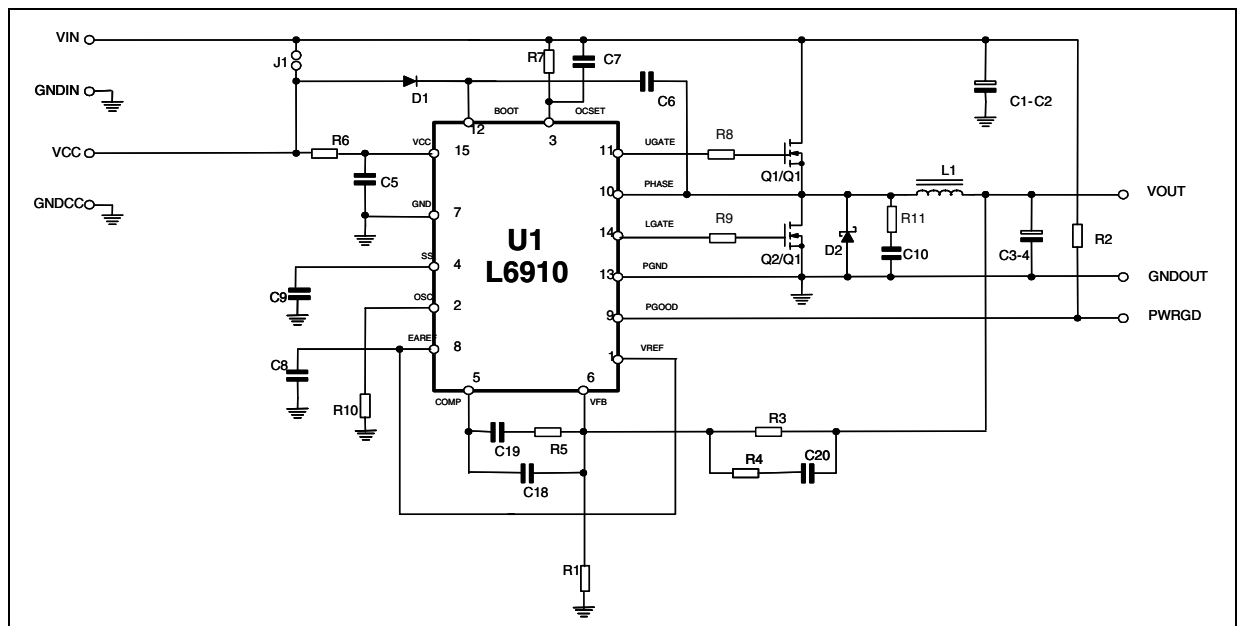 VIN
R7
C7
J1
GNDIN
D1
C6
C1-C2
BOOT
OCSET
12
3
VCC
R6
VCC
15
11
UGATE
R8
Q1/Q1
L1
C5
10
PHASE
VOUT
GNDCC
GND
7
14
LGATE
R9
R11
R2
U1
L6910
Q2/Q1
D2
C10
C3-4
SS
4
13
PGND
GNDOUT
C9
OSC
2
9
PGOOD
PWRGD
EAREF
8
1
VREF
C8
5
6
R10
COMP
VFB
R3
C19
R5
R4
C20
C18
R1